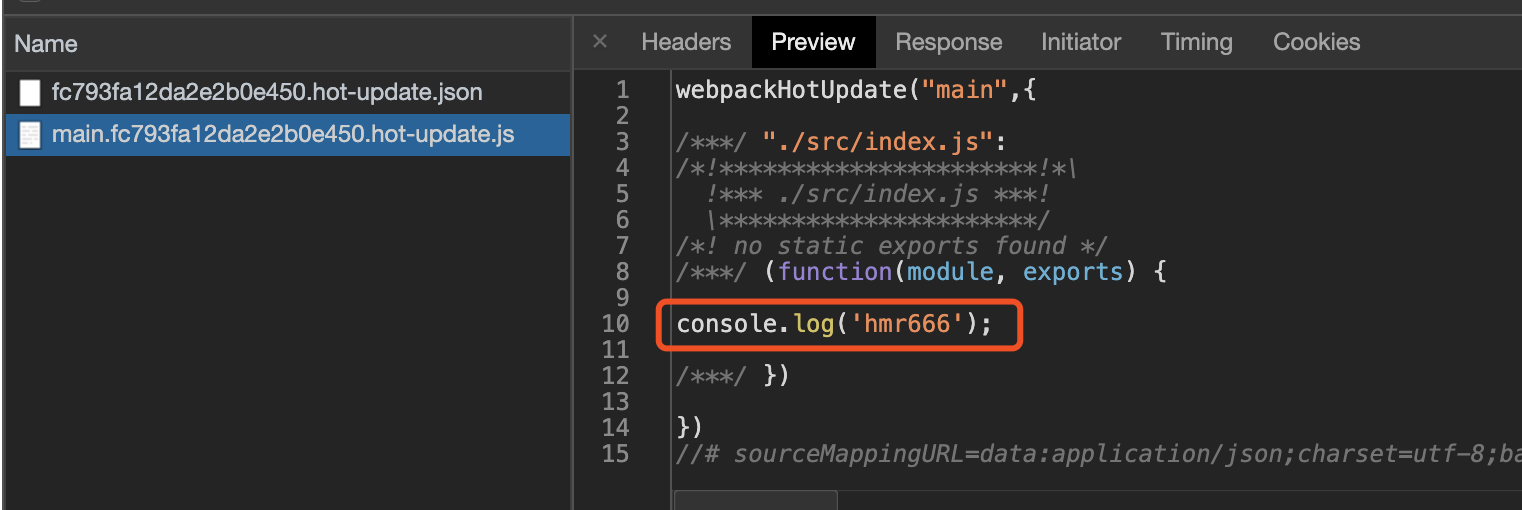 Name
fc793fa12da2e2b0e450.hot-update.json
main.fc793fa12da2e2b0e450.hot-update.js
× Headers Preview Response Initiator Timing Cookies
1 webpackHotUpdate("main",{
2
3 /***/ "./src/index.js":
4 /*!**********************!*\
5   !*** ./src/index.js ***!
6   \**********************/
7 /*! no static exports found */
8 /***/ (function(module, exports) {
9
10 console.log('hmr666');
11
12 /***/ })
13
14 })
15 //# sourceMappingURL=data:application/json;charset=utf-8;ba